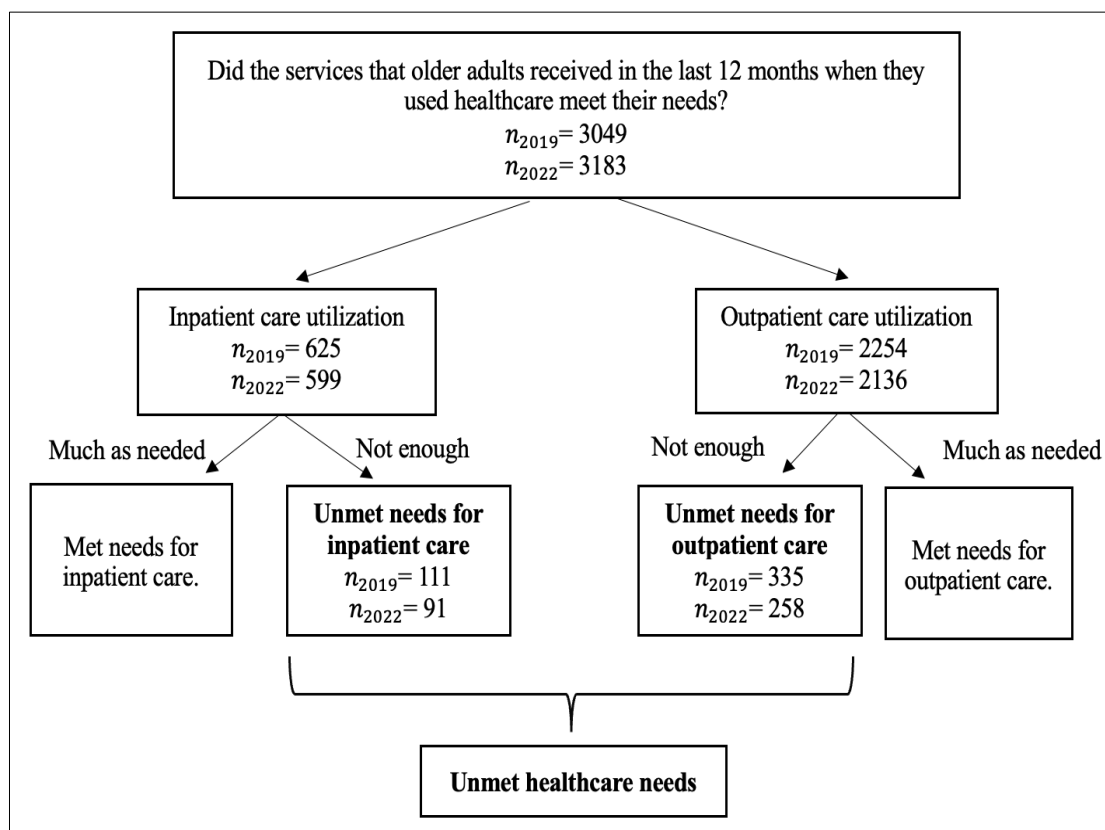 Did the services that older adults received in the last 12 months when they
used healthcare meet their needs?
n₂₀₁₉= 3049
n₂₀₂₂= 3183
Inpatient care utilization
n₂₀₁₉= 625
n₂₀₂₂= 599
Outpatient care utilization
n₂₀₁₉= 2254
n₂₀₂₂= 2136
Much as needed
Not enough
Not enough
Much as needed
Met needs for
inpatient care.
Unmet needs for
inpatient care
n₂₀₁₉= 111
n₂₀₂₂= 91
Unmet needs for
outpatient care
n₂₀₁₉= 335
n₂₀₂₂= 258
Met needs for
outpatient care.
Unmet healthcare needs